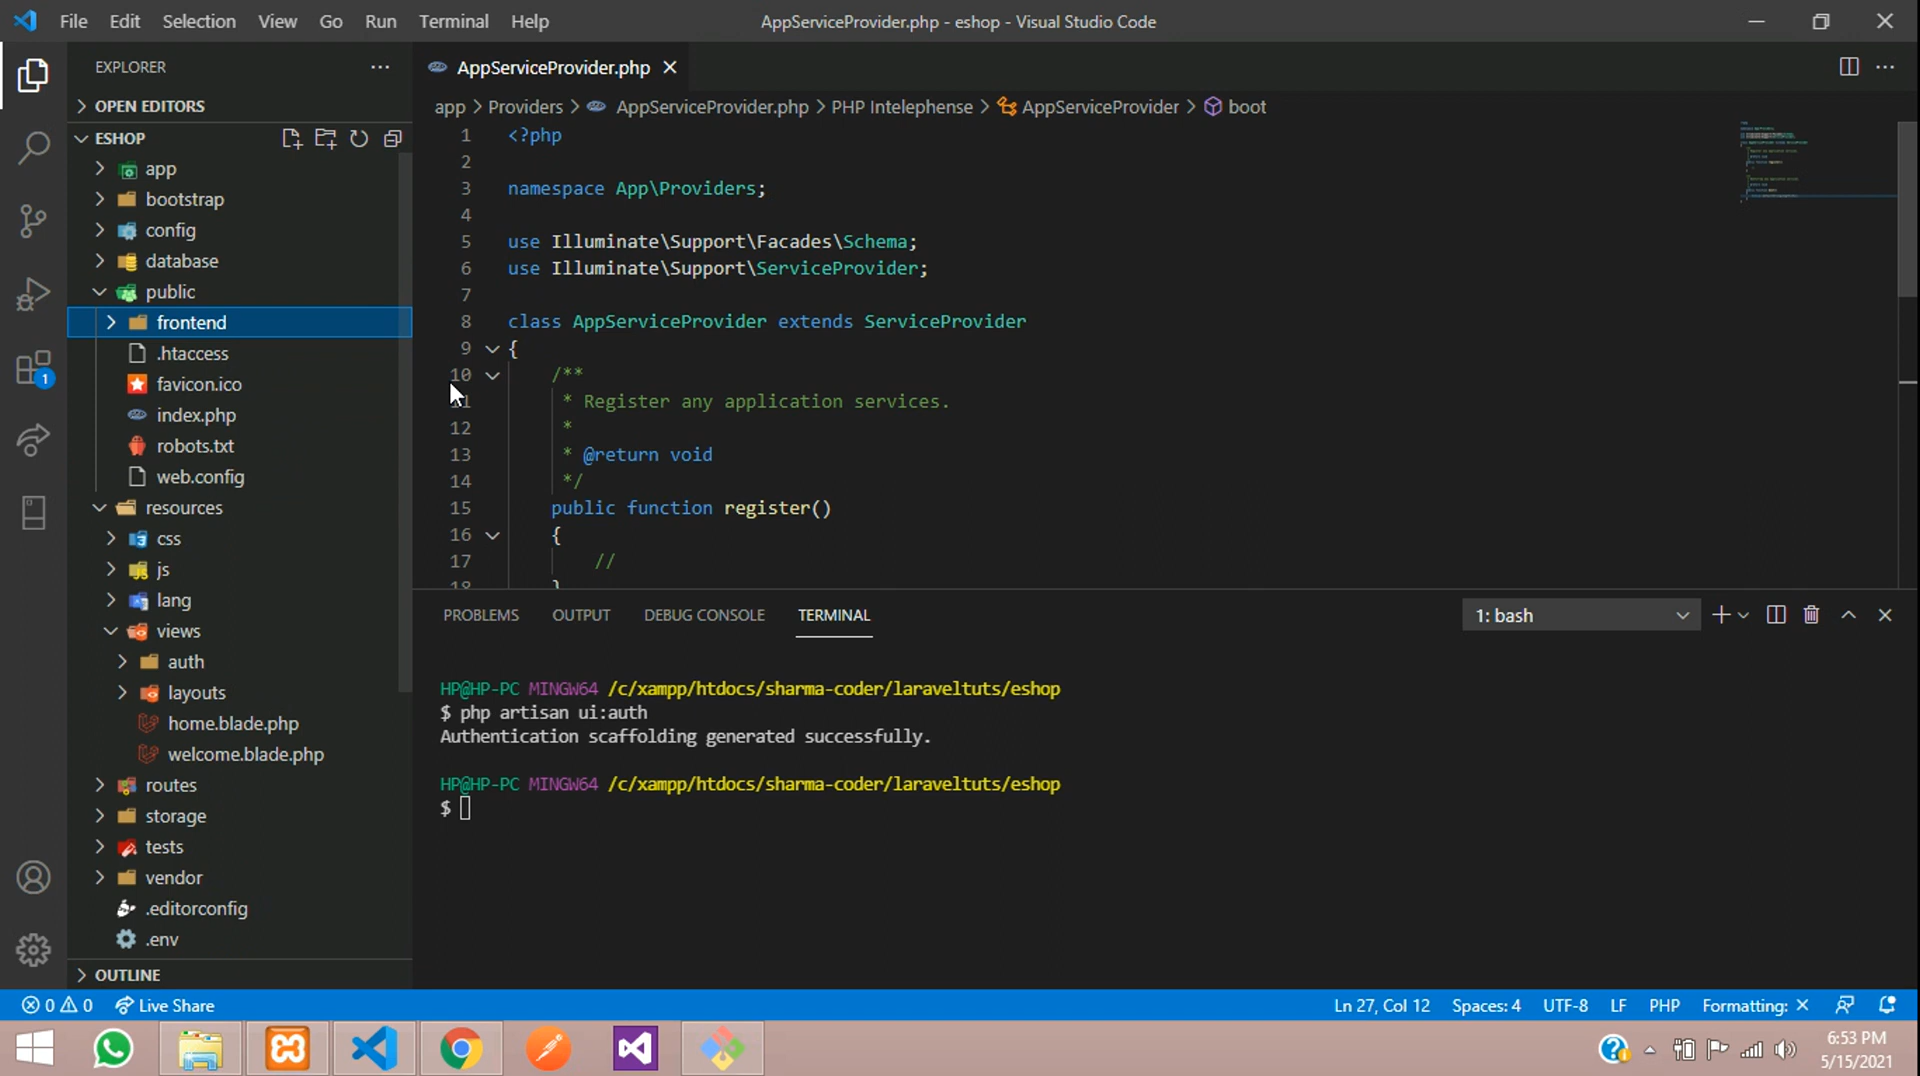 File Edit Selection View Go Run Terminal Help AppServiceProvider.php - eshop - Visual Studio Code
EXPLORER
OPEN EDITORS
ESHOP
app
bootstrap
config
database
public
frontend
.htaccess
favicon.ico
index.php
robots.txt
web.config
resources
css
js
lang
views
auth
layouts
home.blade.php
welcome.blade.php
routes
storage
tests
vendor
.editorconfig
.env
OUTLINE
1
AppServiceProvider.php
app > Providers > AppServiceProvider.php > PHP Intelephense > AppServiceProvider > boot
1 <?php
2
3 namespace App\Providers;
4
5 use Illuminate\Support\Facades\Schema;
6 use Illuminate\Support\ServiceProvider;
7
8 class AppServiceProvider extends ServiceProvider
9 {
10 /**
11 * Register any application services.
12 *
13 * @return void
14 */
15 public function register()
16 {
17 //
18 }
PROBLEMS OUTPUT DEBUG CONSOLE TERMINAL 1: bash
HP@HP-PC MINGW64 /c/xampp/htdocs/sharma-coder/laraveltuts/eshop
$ php artisan ui:auth
Authentication scaffolding generated successfully.
HP@HP-PC MINGW64 /c/xampp/htdocs/sharma-coder/laraveltuts/eshop
$
0 0 Live Share Ln 27, Col 12 Spaces: 4 UTF-8 LF PHP Formatting: ×
6:53 PM
5/15/2021